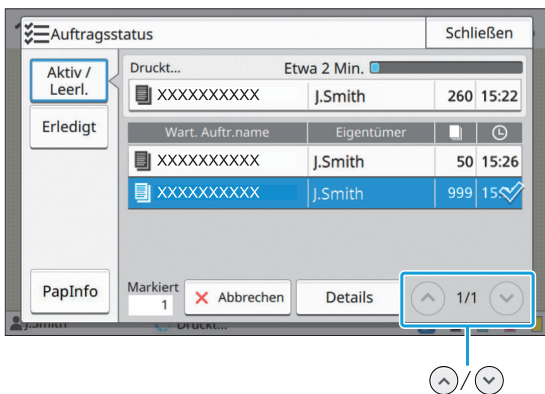 Auftragsstatus
Schließen
Aktiv /
Leerl.
Erledigt
PapInfo
Druckt... Etwa 2 Min.
XXXXXXXXXX J.Smith 260 15:22
Wart. Auftr.name Eigentümer
XXXXXXXXXX J.Smith 50 15:26
XXXXXXXXXX J.Smith 999
Markiert
1
Abbrechen
Details
1/1
J.Smith Druckt...
/